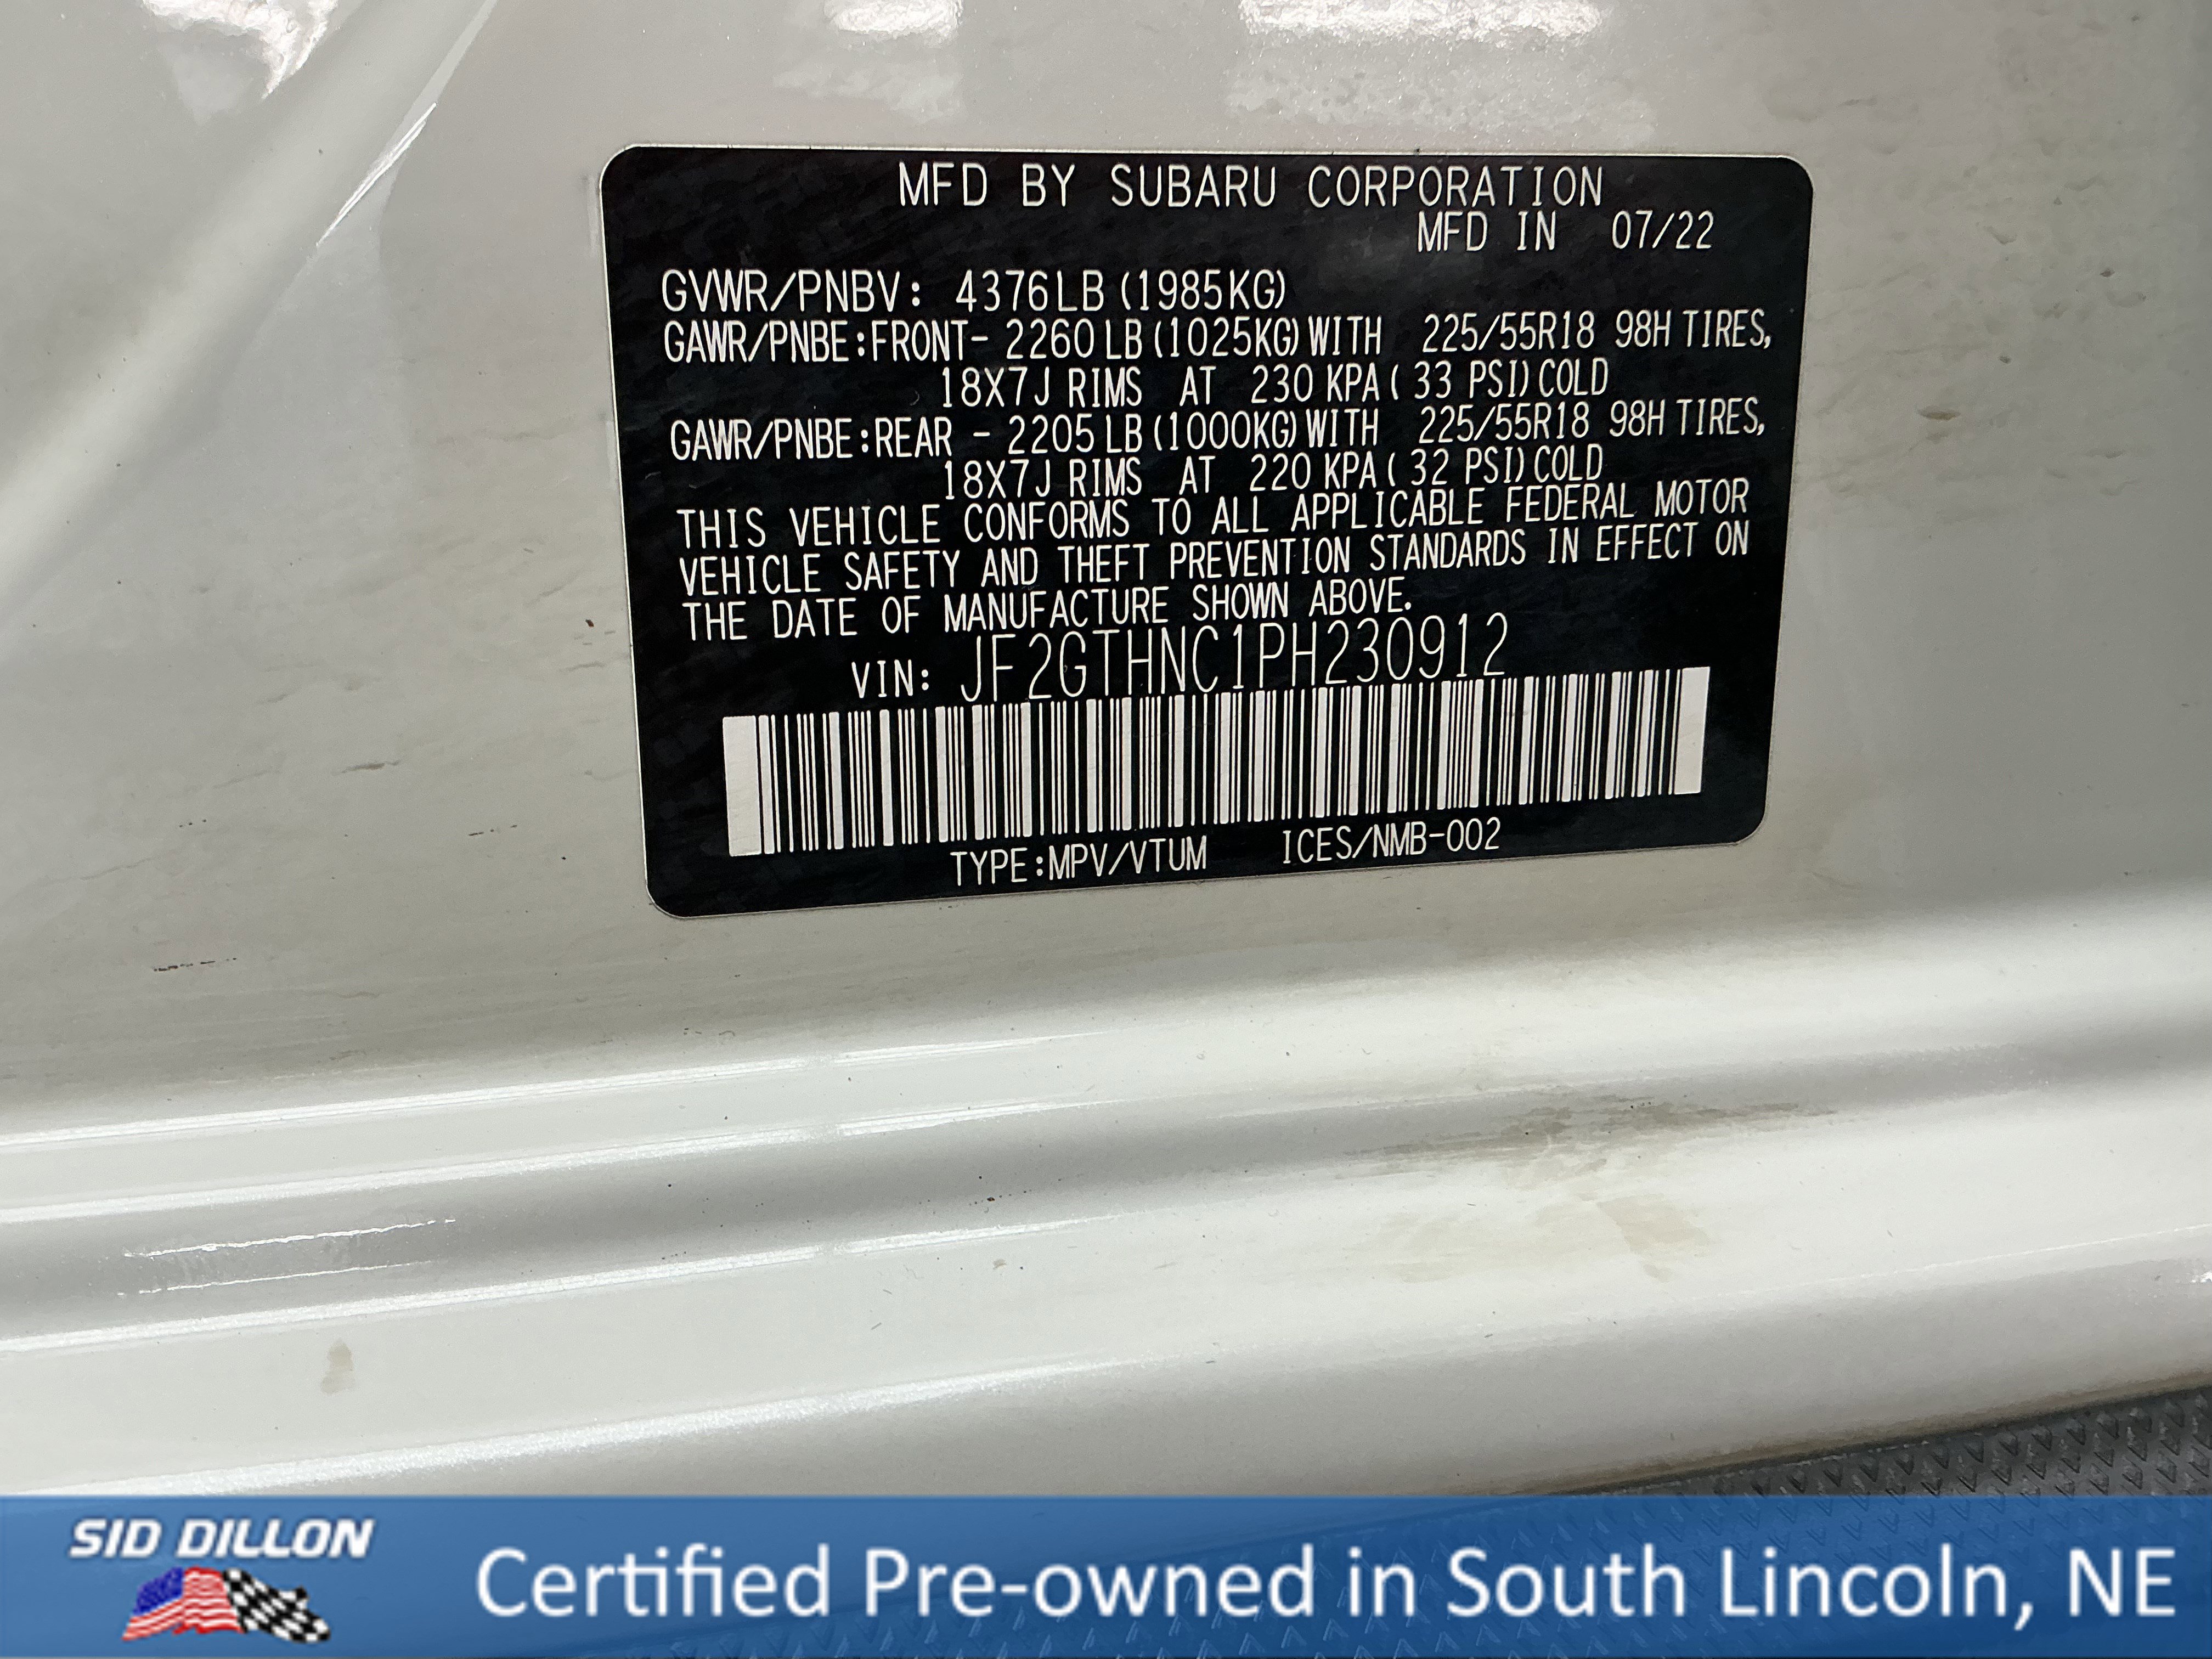 MFD BY SUBARU CORPORATION
MFD IN 07/22
GVWR/PNBV: 4376LB (1985KG)
GAWR/PNBE:FRONT- 2260 LB (1025KG) WITH 225/55R18 98H TIRES,
18X7J RIMS AT 230 KPA ( 33 PSI) COLD
GAWR/PNBE:REAR - 2205 LB (1000KG) WITH 225/55R18 98H TIRES,
18X7J RIMS AT 220 KPA ( 32 PSI) COLD
THIS VEHICLE CONFORMS TO ALL APPLICABLE FEDERAL MOTOR
VEHICLE SAFETY AND THEFT PREVENTION STANDARDS IN EFFECT ON
THE DATE OF MANUFACTURE SHOWN ABOVE.
VIN: JF2GTHNC1PH230912
TYPE:MPV/VTUM ICES/NMB-002
SID DILLON
Certified Pre-owned in South Lincoln, NE